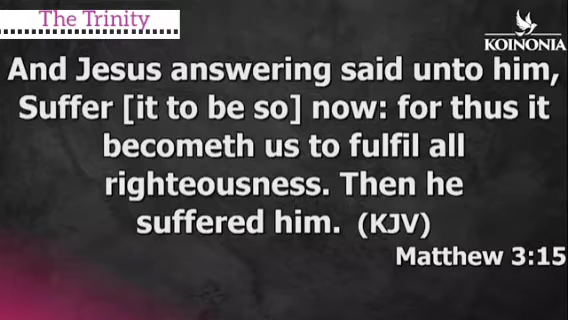 The Trinity
KOINONIA
And Jesus answering said unto him,
Suffer [it to be so] now: for thus it
becometh us to fulfil all
righteousness. Then he
suffered him. (KJV)
Matthew 3:15